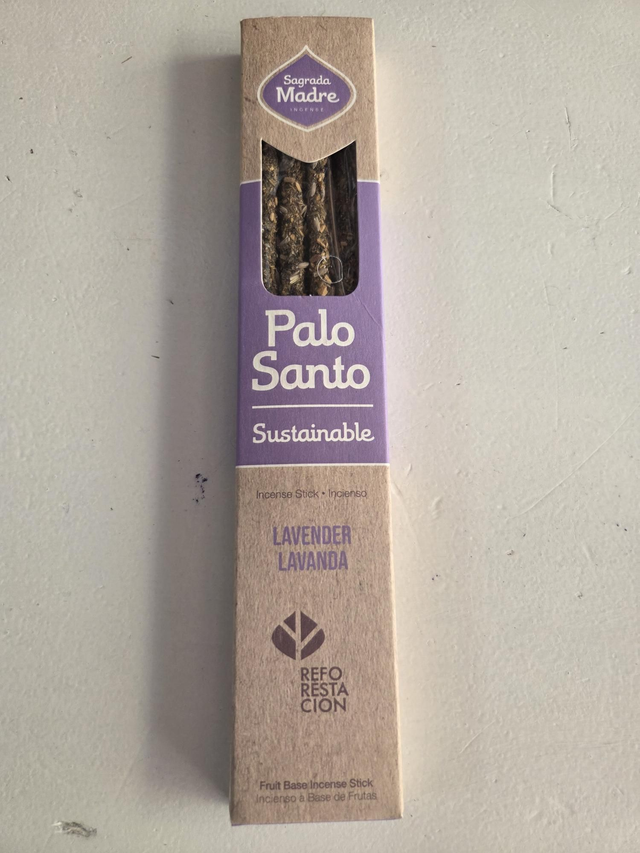 Sagrada
Madre
INCENSE
Palo
Santo
Sustainable
Incense Stick • Incienso
LAVENDER
LAVANDA
REFO
RESTA
CION
Fruit Base Incense Stick
Incienso a Base de Frutas